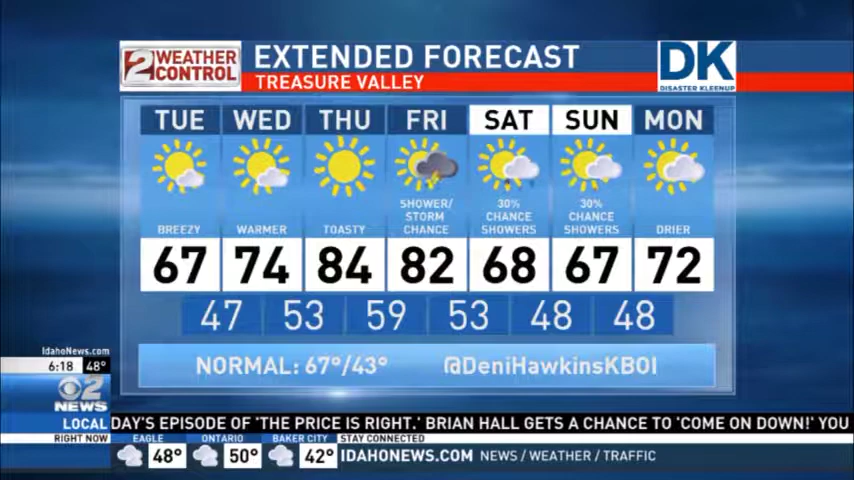 2 WEATHER CONTROL
EXTENDED FORECAST
TREASURE VALLEY
DK
DISASTER KLEENUP
TUE WED THU FRI SAT SUN MON
BREEZY
WARMER
TOASTY
SHOWER/
STORM
CHANCE
30%
CHANCE
SHOWERS
30%
CHANCE
SHOWERS
DRIER
67 74 84 82 68 67 72
47 53 59 53 48 48
NORMAL: 67°/43° @DeniHawkinsKBOI
IdahoNews.com
6:18 48°
2
NEWS
LOCAL DAY'S EPISODE OF 'THE PRICE IS RIGHT.' BRIAN HALL GETS A CHANCE TO 'COME ON DOWN!' YOU
RIGHT NOW EAGLE ONTARIO BAKER CITY STAY CONNECTED
48° 50° 42° IDAHONEWS.COM NEWS / WEATHER / TRAFFIC